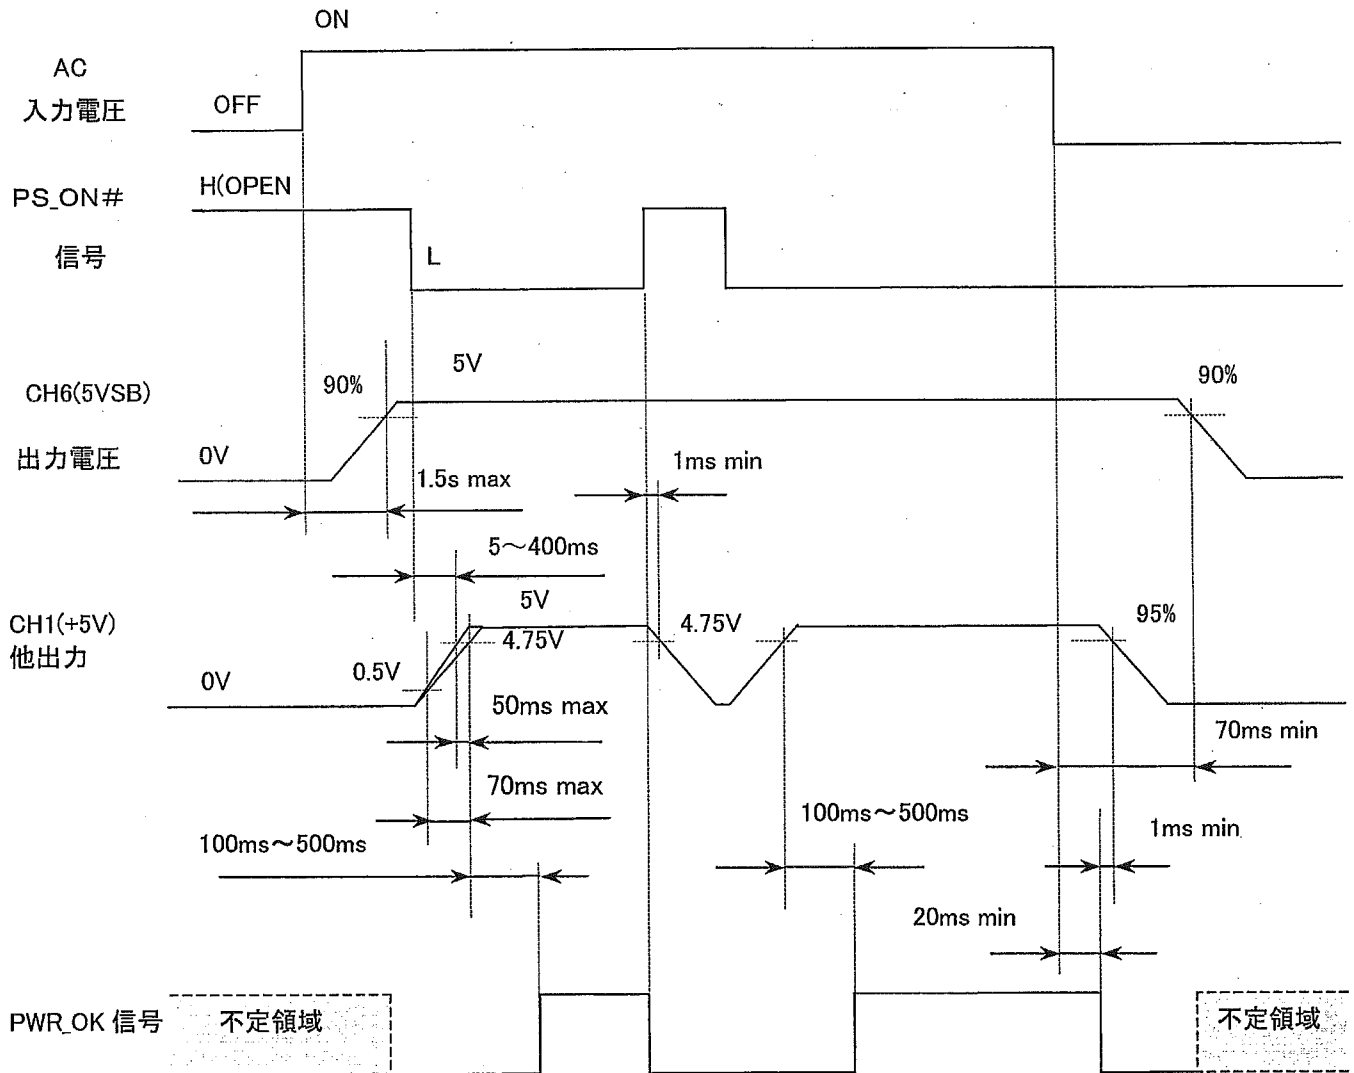 ON
AC
入力電圧
OFF
H(OPEN
PS_ON#
信号
L
5V
90%
90%
CH6(5VSB)
出力電圧
0V
1.5s max
1ms min
5～400ms
5V
CH1(+5V)
他出力
4.75V
4.75V
95%
0.5V
0V
50ms max
70ms min
70ms max
100ms～500ms
100ms～500ms
1ms min
20ms min
PWR_OK 信号
不定領域
不定領域